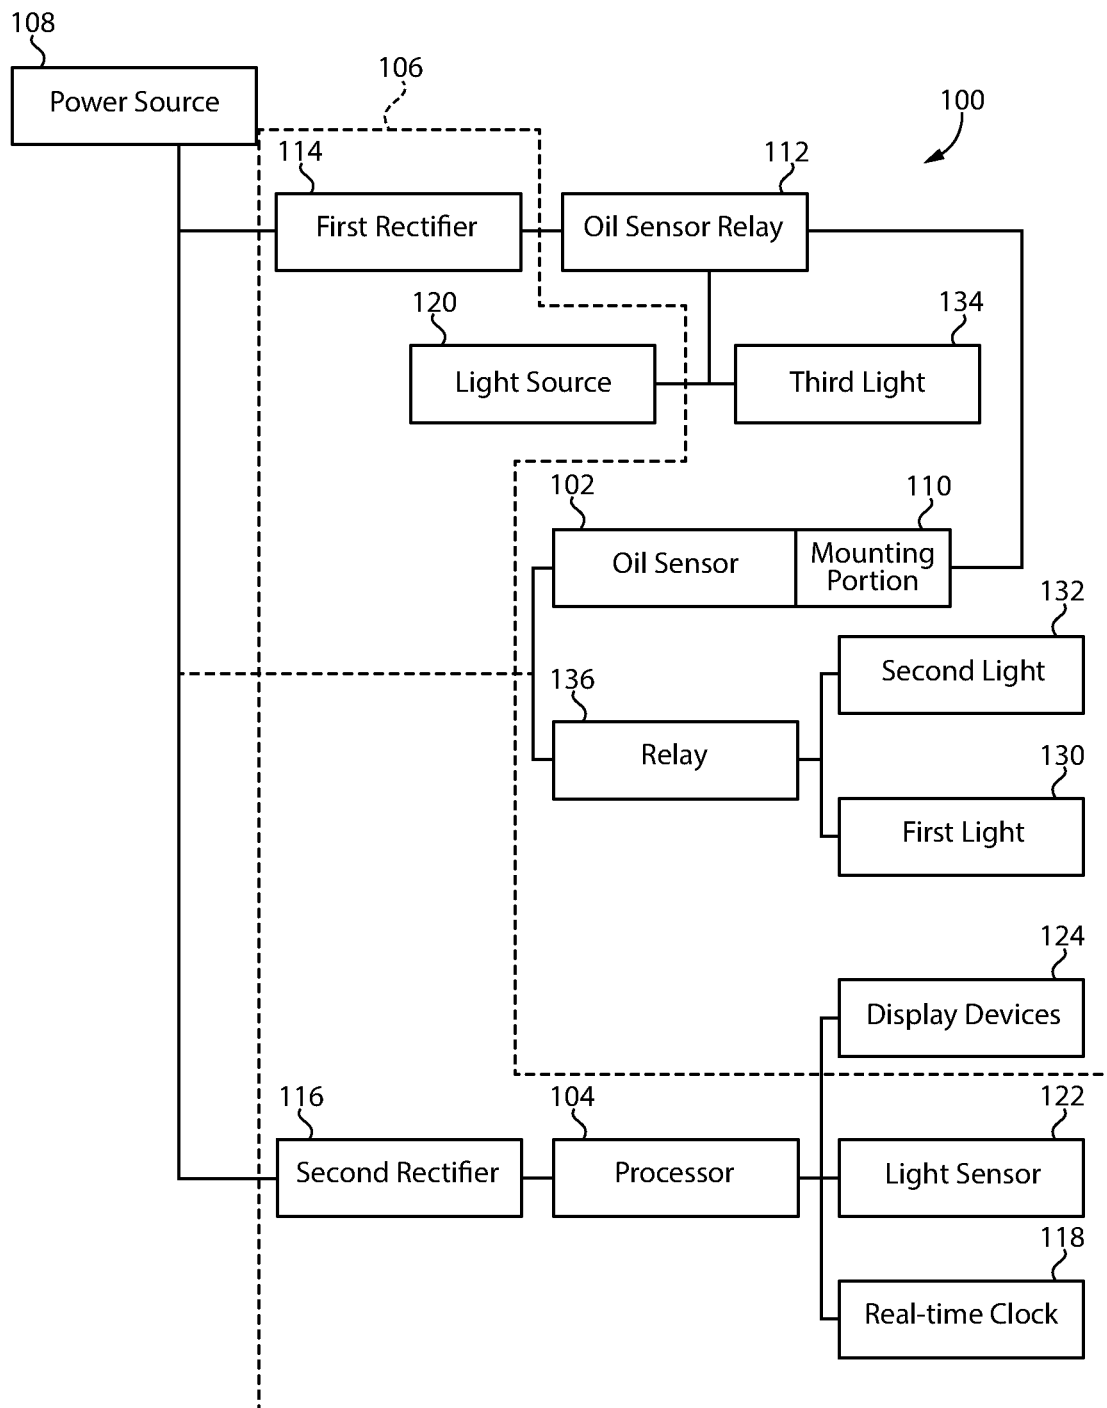 108
Power Source
106
100
114
First Rectifier
112
Oil Sensor Relay
120
Light Source
134
Third Light
102
Oil Sensor
110
Mounting
Portion
132
Second Light
136
Relay
130
First Light
124
Display Devices
116
Second Rectifier
104
Processor
122
Light Sensor
118
Real-time Clock